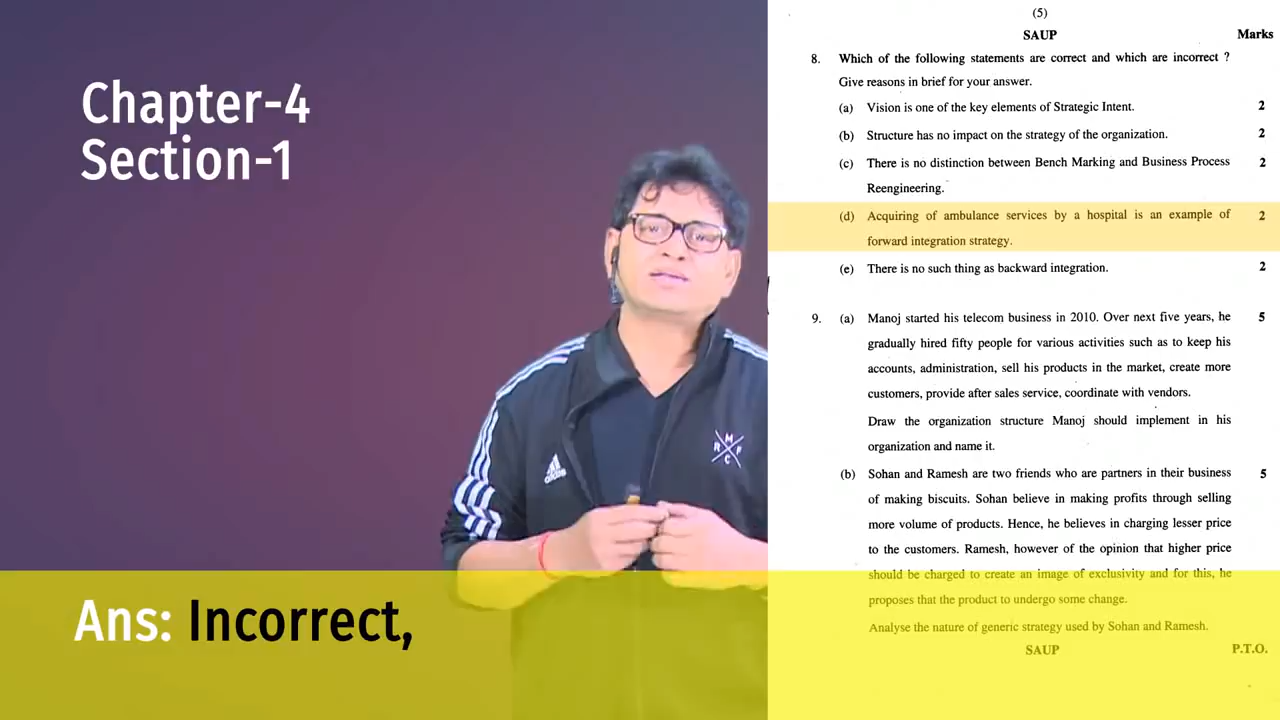 Chapter-4
Section-1
Ans: Incorrect,
adidas
M
R P
C
(5)
SAUP Marks
8. Which of the following statements are correct and which are incorrect ?
Give reasons in brief for your answer.
(a) Vision is one of the key elements of Strategic Intent. 2
(b) Structure has no impact on the strategy of the organization. 2
(c) There is no distinction between Bench Marking and Business Process 2
Reengineering.
(d) Acquiring of ambulance services by a hospital is an example of 2
forward integration strategy.
(e) There is no such thing as backward integration. 2
9. (a) Manoj started his telecom business in 2010. Over next five years, he 5
gradually hired fifty people for various activities such as to keep his
accounts, administration, sell his products in the market, create more
customers, provide after sales service, coordinate with vendors.
Draw the organization structure Manoj should implement in his
organization and name it.
(b) Sohan and Ramesh are two friends who are partners in their business 5
of making biscuits. Sohan believe in making profits through selling
more volume of products. Hence, he believes in charging lesser price
to the customers. Ramesh, however of the opinion that higher price
should be charged to create an image of exclusivity and for this, he
proposes that the product to undergo some change.
Analyse the nature of generic strategy used by Sohan and Ramesh.
SAUP P.T.O.